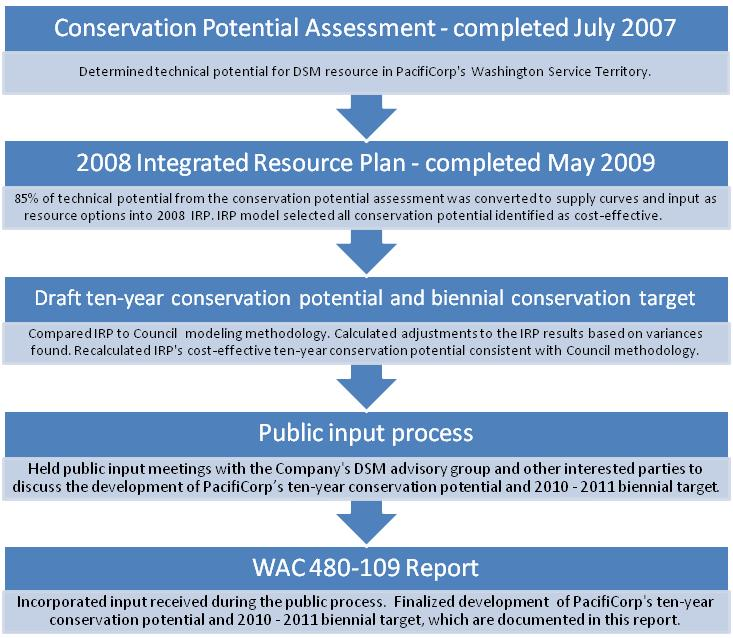 Conservation Potential Assessment - completed July 2007
Determined technical potential for DSM resource in PacifiCorp's Washington Service Territory.
2008 Integrated Resource Plan - completed May 2009
85% of technical potential from the conservation potential assessment was converted to supply curves and input as
resource options into 2008 IRP. IRP model selected all conservation potential identified as cost-effective.
Draft ten-year conservation potential and biennial conservation target
Compared IRP to Council modeling methodology. Calculated adjustments to the IRP results based on variances
found. Recalculated IRP's cost-effective ten-year conservation potential consistent with Council methodology.
Public input process
Held public input meetings with the Company's DSM advisory group and other interested parties to
discuss the development of PacifiCorp's ten-year conservation potential and 2010 - 2011 biennial target.
WAC 480-109 Report
Incorporated input received during the public process. Finalized development of PacifiCorp's ten-year
conservation potential and 2010 - 2011 biennial target, which are documented in this report.